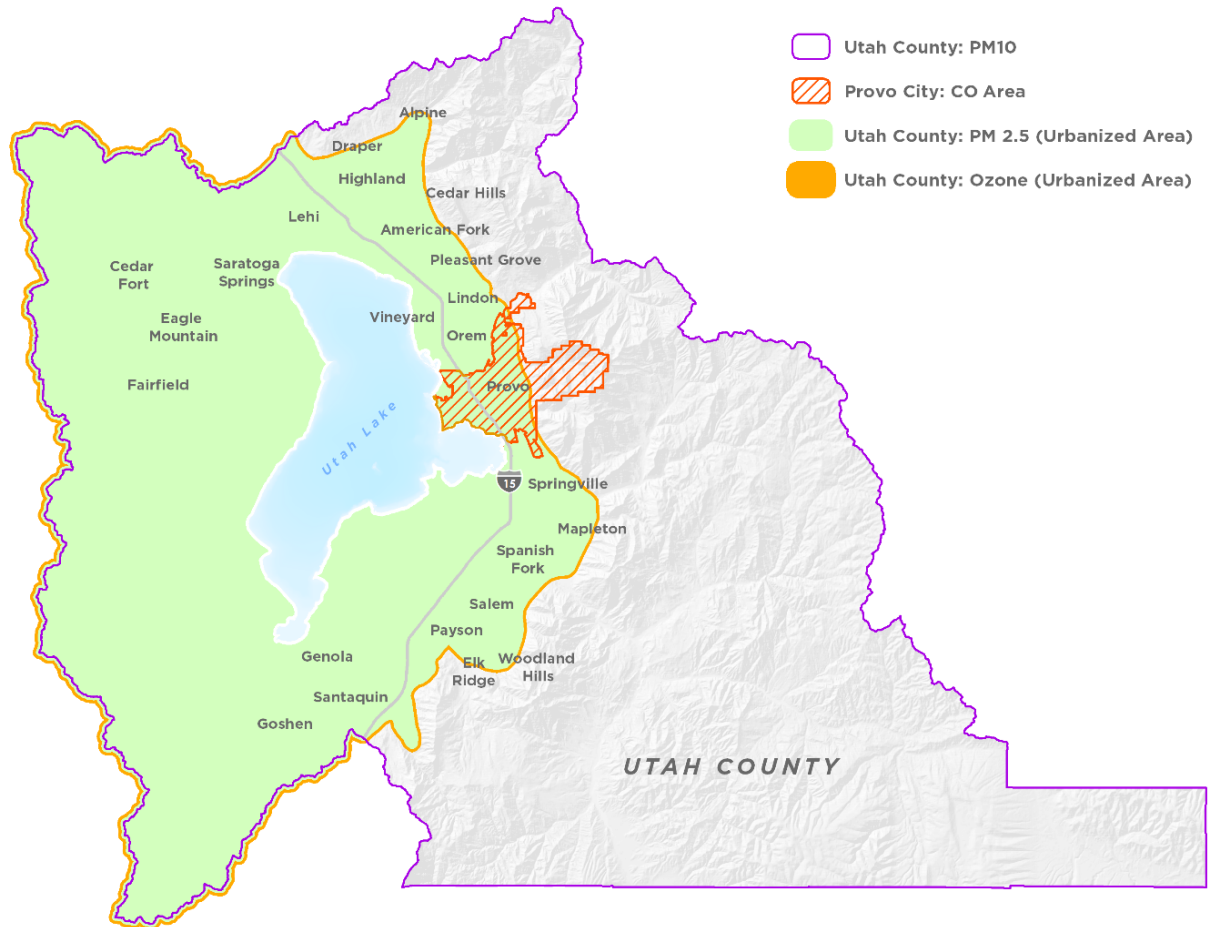 Utah County: PM10
Provo City: CO Area
Utah County: PM 2.5 (Urbanized Area)
Utah County: Ozone (Urbanized Area)
Alpine
Draper
Highland
Cedar Hills
Lehi
American Fork
Pleasant Grove
Cedar
Fort
Saratoga
Springs
Lindon
Eagle
Mountain
Vineyard
Orem
Fairfield
Provo
Utah Lake
15
Springville
Mapleton
Spanish
Fork
Salem
Payson
Genola
Elk
Ridge
Woodland
Hills
Santaquin
Goshen
UTAH COUNTY